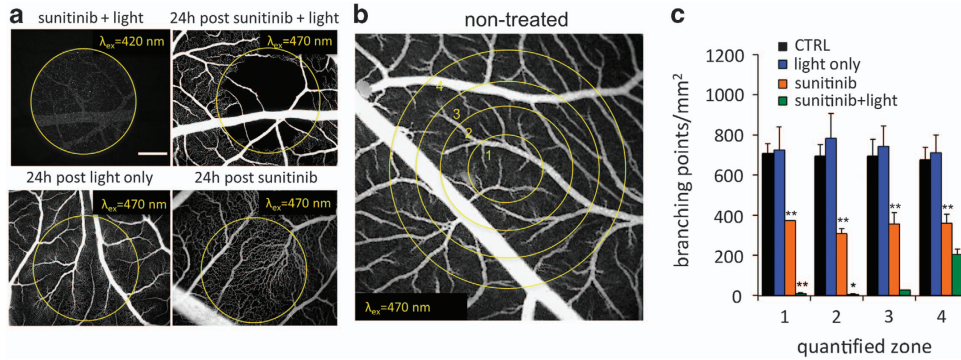 a
sunitinib + light
24h post sunitinib + light
λex=420 nm
λex=470 nm
24h post light only
24h post sunitinib
λex=470 nm
λex=470 nm
b
non-treated
4
3
2
1
λex=470 nm
c
CTRL
light only
sunitinib
sunitinib+light
branching points/mm²
1200
1000
800
600
400
200
0
**
**
**
*
**
**
1
2
3
4
quantified zone